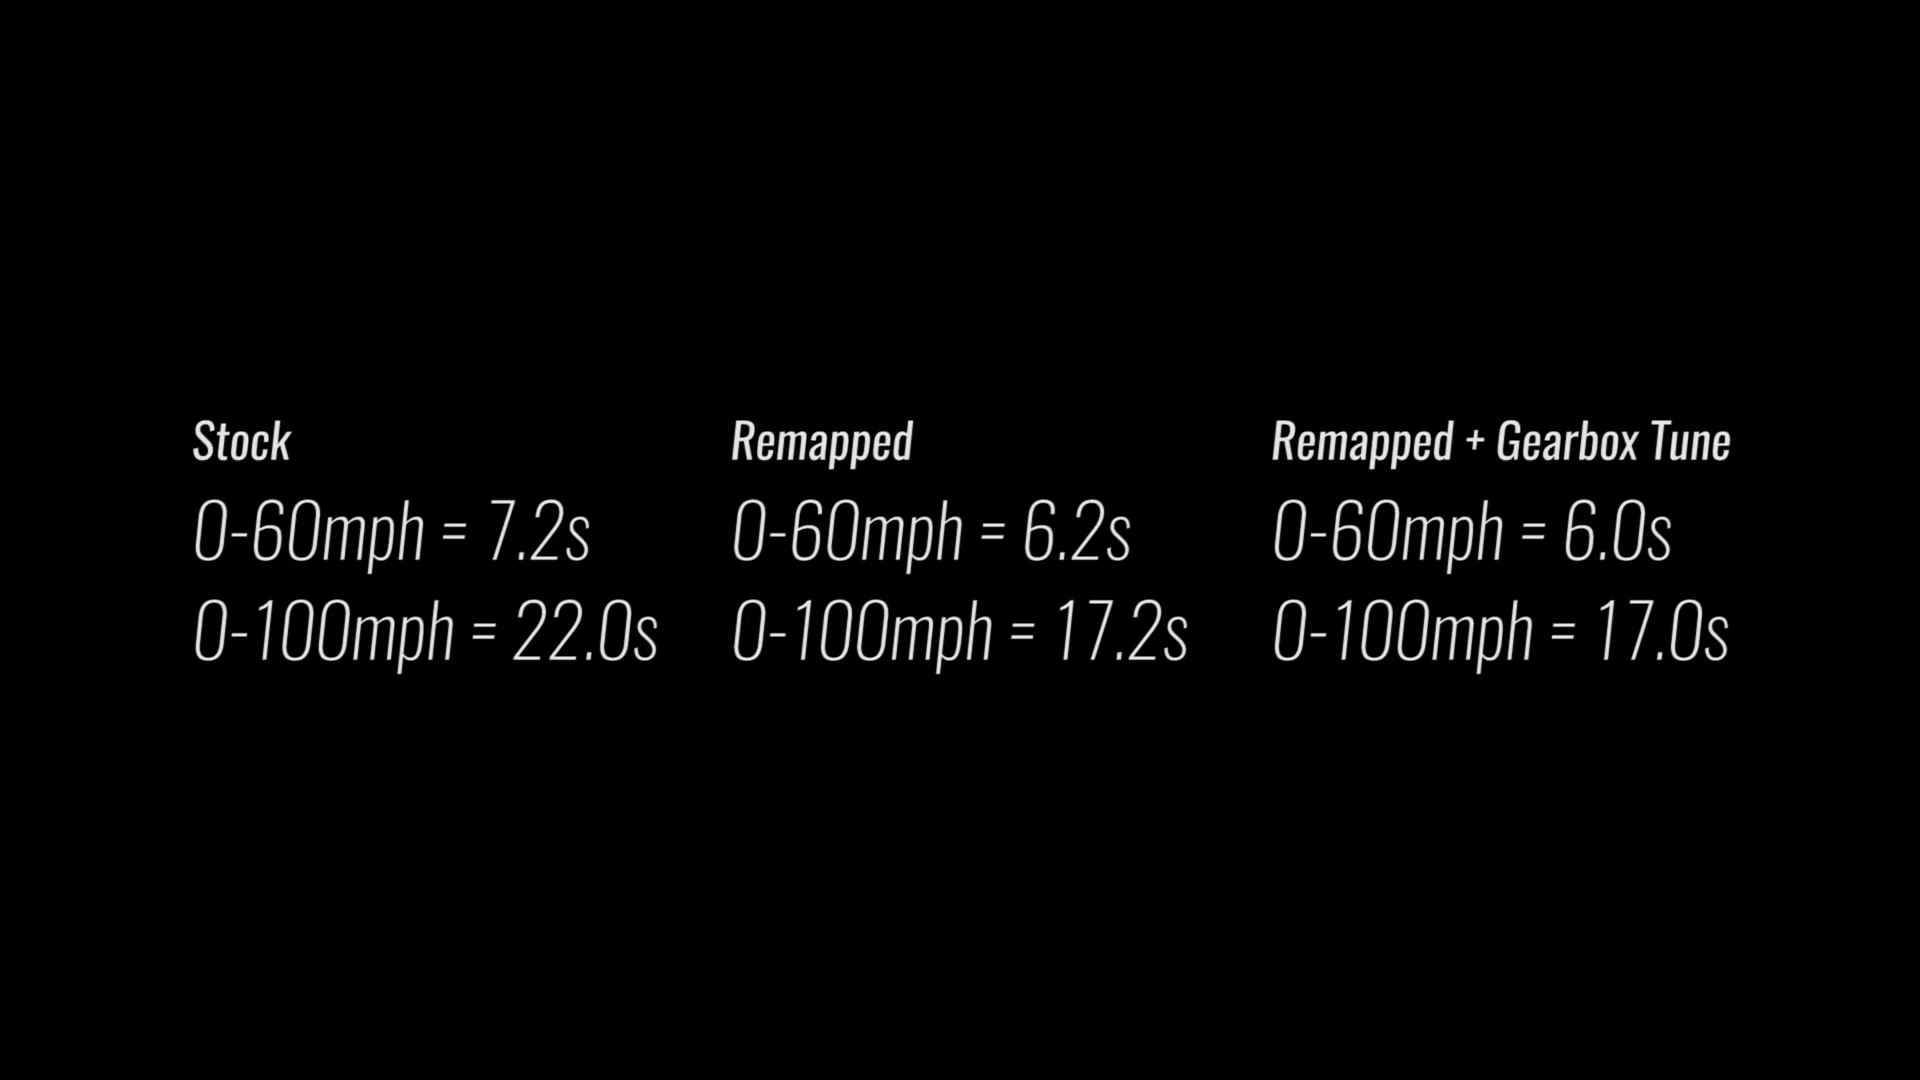 Stock
0-60mph = 7.2s
0-100mph = 22.0s
Remapped
0-60mph = 6.2s
0-100mph = 17.2s
Remapped + Gearbox Tune
0-60mph = 6.0s
0-100mph = 17.0s